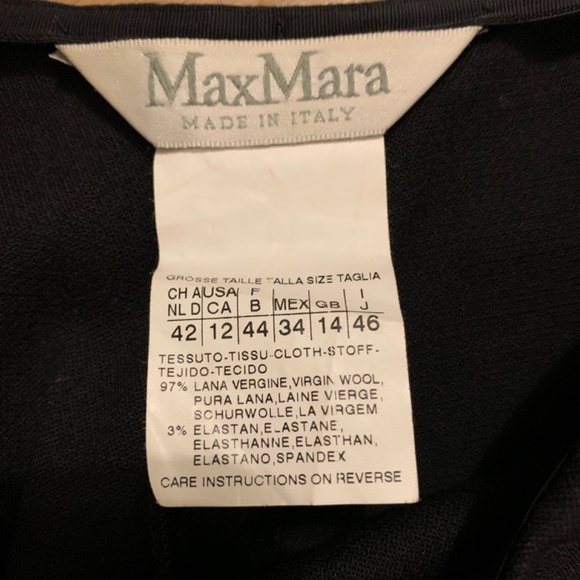 MaxMara
MADE IN ITALY
GROSSE TAILLE TALLA SIZE TAGLIA
CH A USA F I
NL D CA B MEX GB J
42 12 44 34 14 46
TESSUTO-TISSU-CLOTH-STOFF-
TEJIDO-TECIDO
97% LANA VERGINE,VIRGIN WOOL,
PURA LANA,LAINE VIERGE,
SCHURWOLLE,LA VIRGEM
3% ELASTAN,ELASTANE,
ELASTHANNE,ELASTHAN,
ELASTANO,SPANDEX
CARE INSTRUCTIONS ON REVERSE